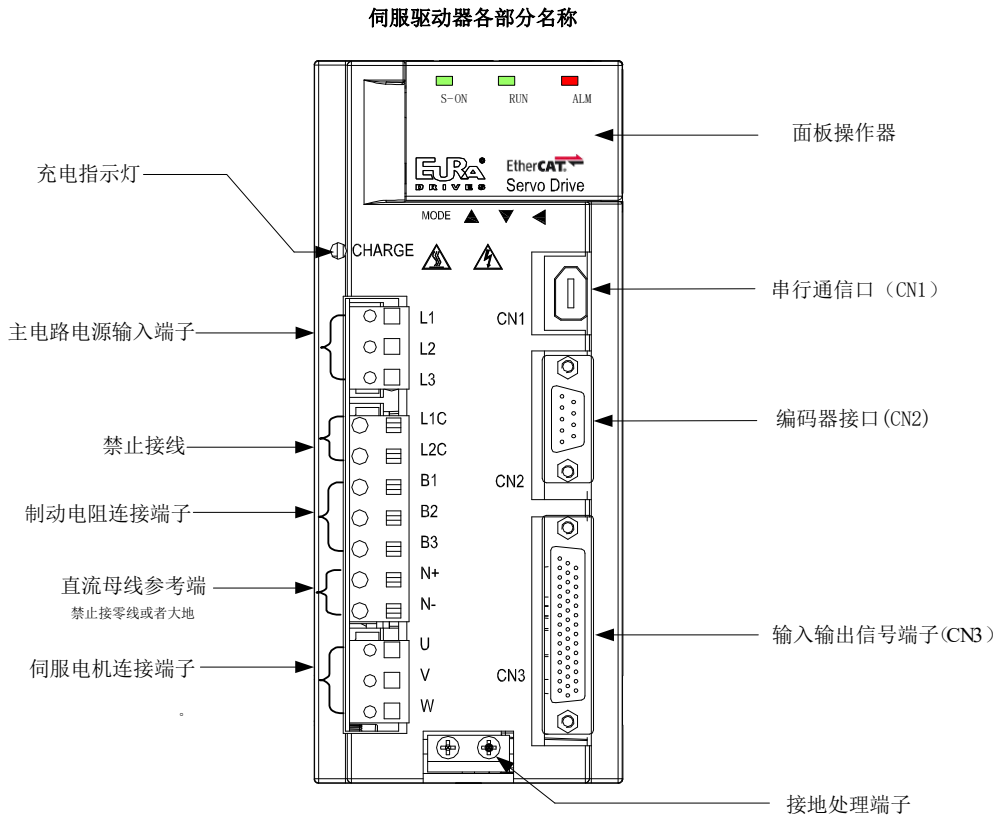 伺服驱动器各部分名称
S-ON RUN ALM
面板操作器
EURA®
DRIVES
EtherCAT®
Servo Drive
充电指示灯
MODE
CHARGE
串行通信口（CN1）
CN1
主电路电源输入端子
L1
L2
L3
禁止接线
L1C
L2C
编码器接口(CN2)
CN2
制动电阻连接端子
B1
B2
B3
直流母线参考端
禁止接零线或者大地
N+
N-
输入输出信号端子(CN3）
CN3
伺服电机连接端子
。
U
V
W
接地处理端子